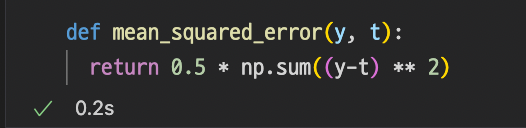 def mean_squared_error(y, t):
return 0.5 * np.sum((y-t) ** 2)
0.2s